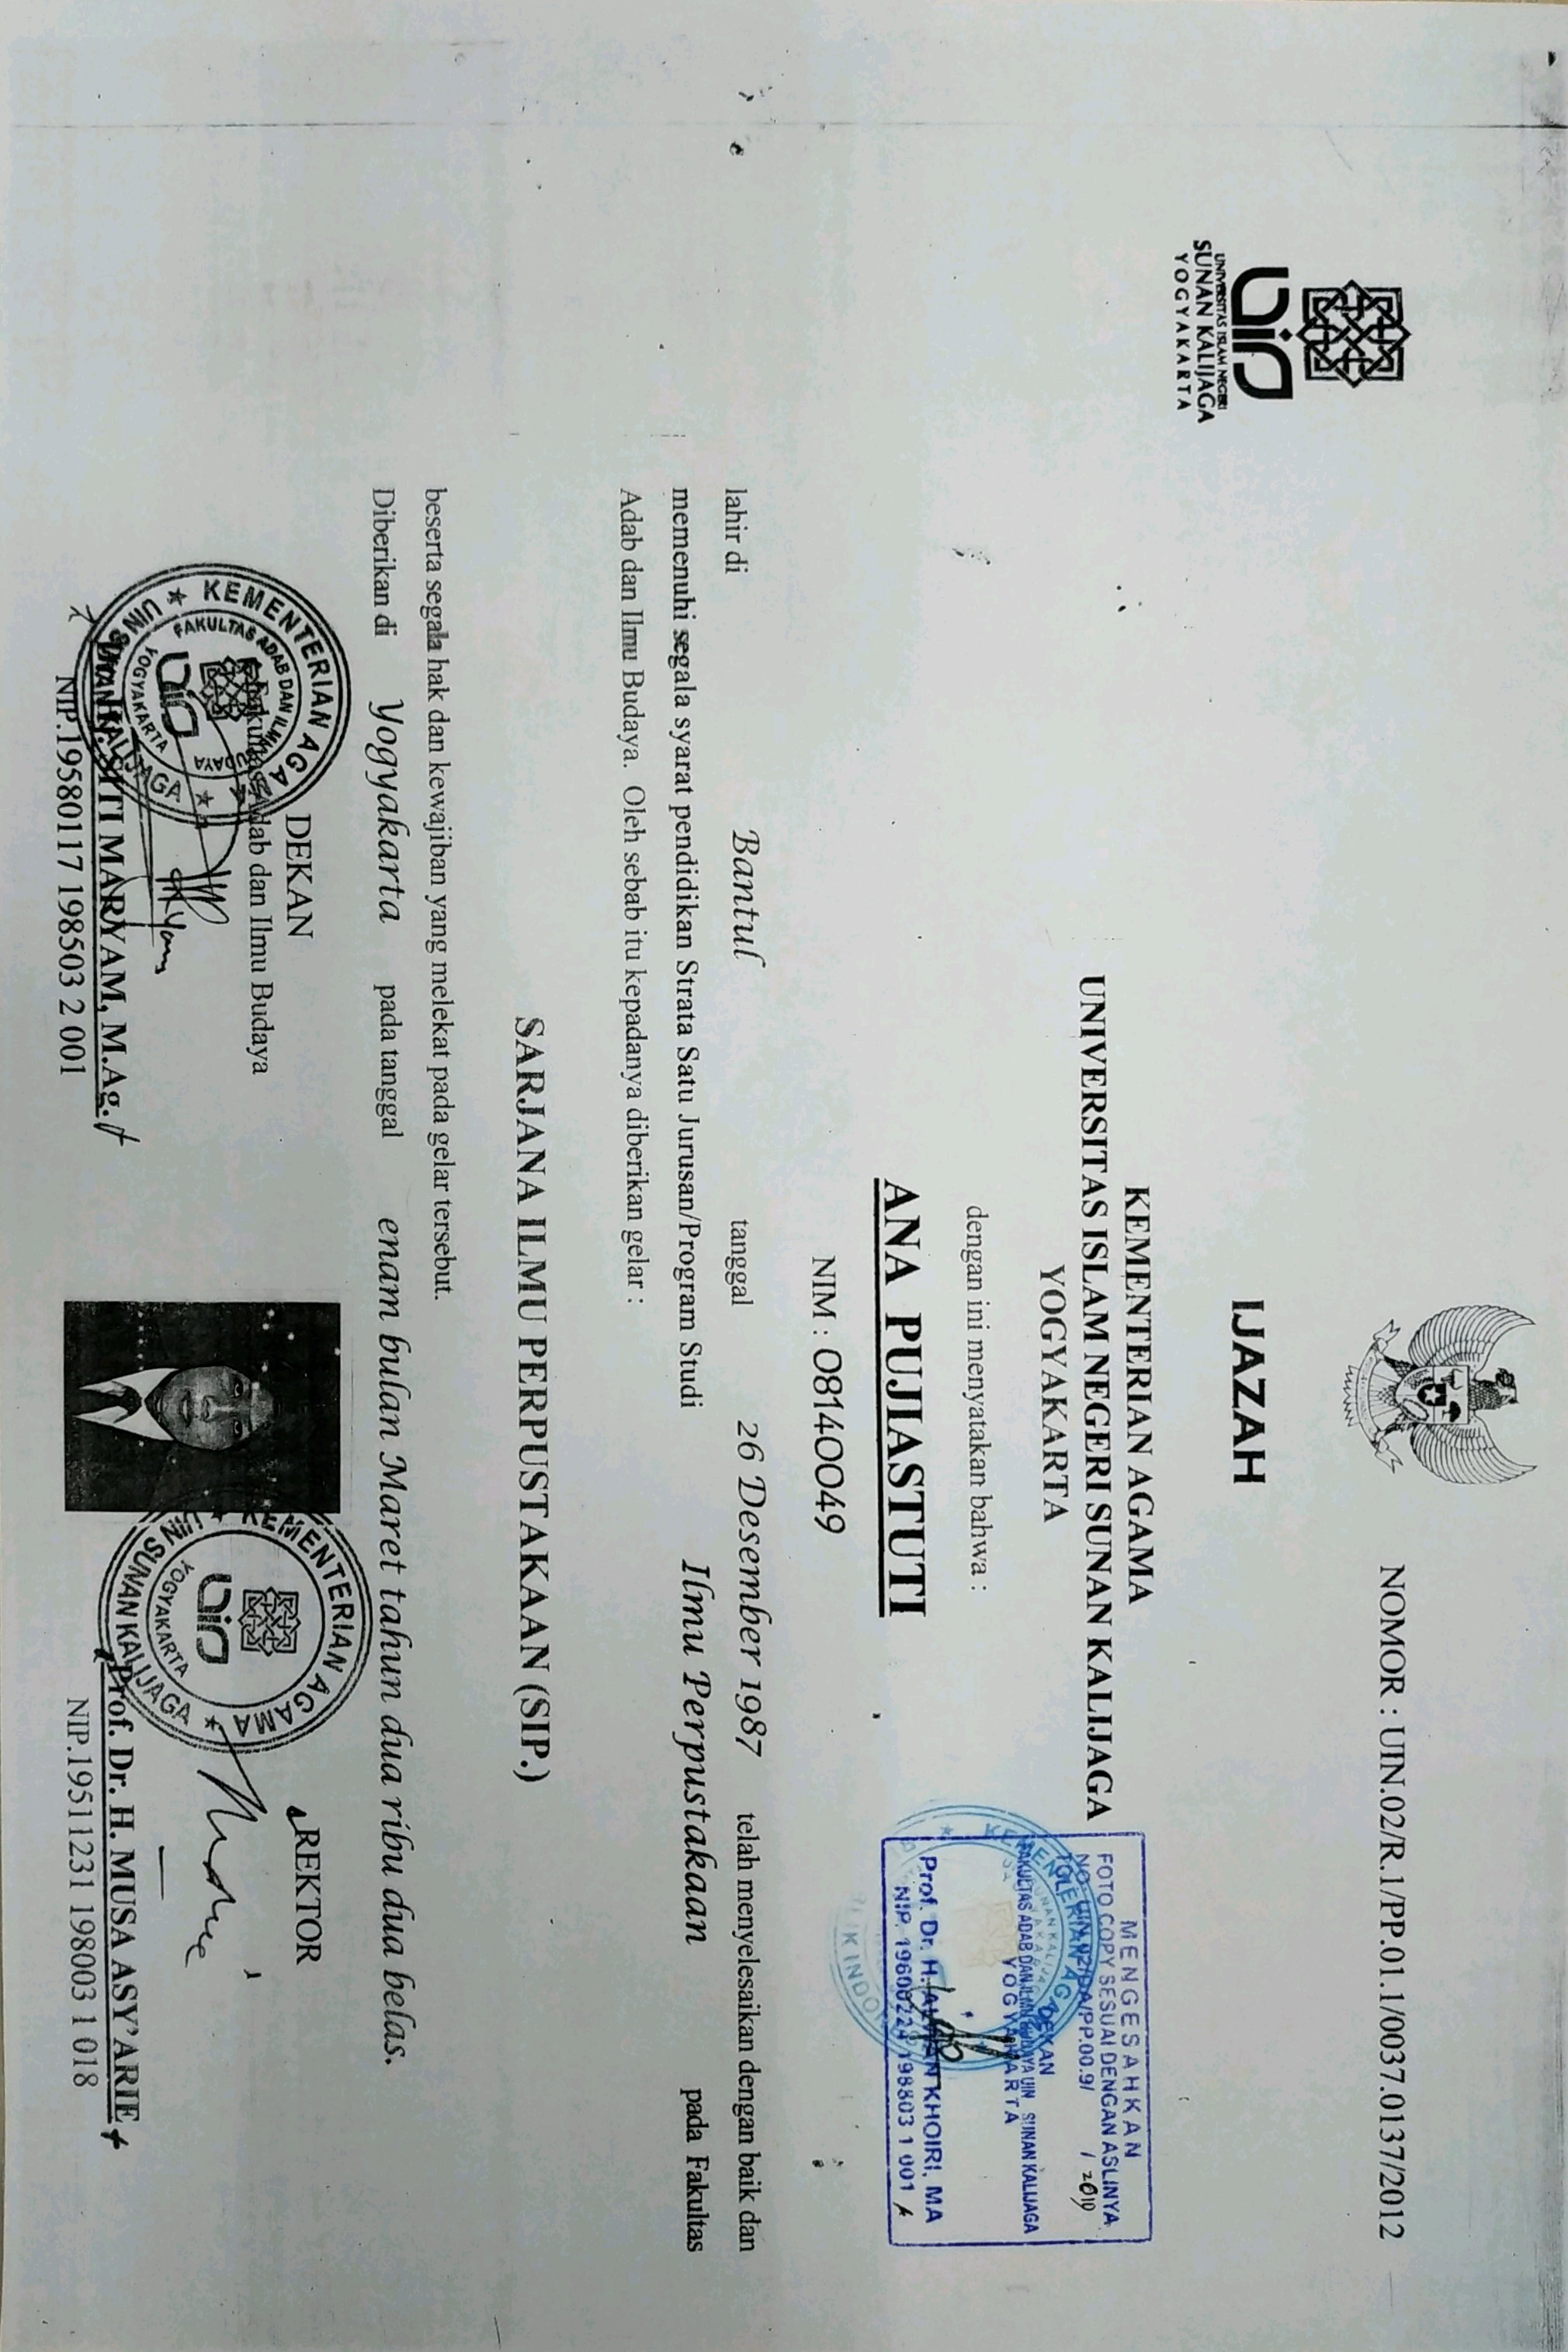 NOMOR : UIN.02/R.1/PP.01.1/0037.0137/2012
UNIVERSITAS ISLAM NEGERI
SUNAN KALIJAGA
YOGYAKARTA
IJAZAH
KEMENTERIAN AGAMA
UNIVERSITAS ISLAM NEGERI SUNAN KALIJAGA
YOGYAKARTA
MENGESAHKAN
FOTO COPY SESUAI DENGAN ASLINYA
NO. UIN.02/DA/PP.00.9/ / 2019
DEKAN
FAKULTAS ADAB DAN ILMU BUDAYA UIN SUNAN KALIJAGA
YOGYAKARTA
Prof. Dr. H. KHOIRI, MA
NIP. 19600224 198803 1 001
dengan ini menyatakan bahwa :
ANA PUJIASTUTI
NIM : 08140049
lahir di Bantul tanggal 26 Desember 1987 telah menyelesaikan dengan baik dan
memenuhi segala syarat pendidikan Strata Satu Jurusan/Program Studi Ilmu Perpustakaan pada Fakultas
Adab dan Ilmu Budaya. Oleh sebab itu kepadanya diberikan gelar :
SARJANA ILMU PERPUSTAKAAN (SIP.)
beserta segala hak dan kewajiban yang melekat pada gelar tersebut.
Diberikan di Yogyakarta pada tanggal enam bulan Maret tahun dua ribu dua belas.
DEKAN
Fakultas Adab dan Ilmu Budaya
KEMENTERIAN AGAMA
FAKULTAS ADAB DAN ILMU BUDAYA
UIN SUNAN KALIJAGA
YOGYAKARTA
SITI MARYAM, M.Ag.
NIP.19580117 198503 2 001
REKTOR
KEMENTERIAN AGAMA
UIN SUNAN KALIJAGA
YOGYAKARTA
Prof. Dr. H. MUSA ASY'ARIE
NIP.19511231 198003 1 018